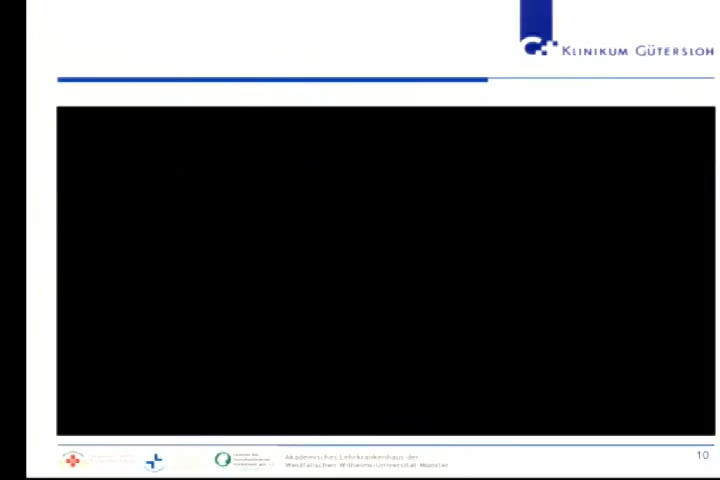 KLINIKUM GÜTERSLOH
Akademisches Lehrkrankenhaus der
Westfälischen Wilhelms-Universität Münster
10